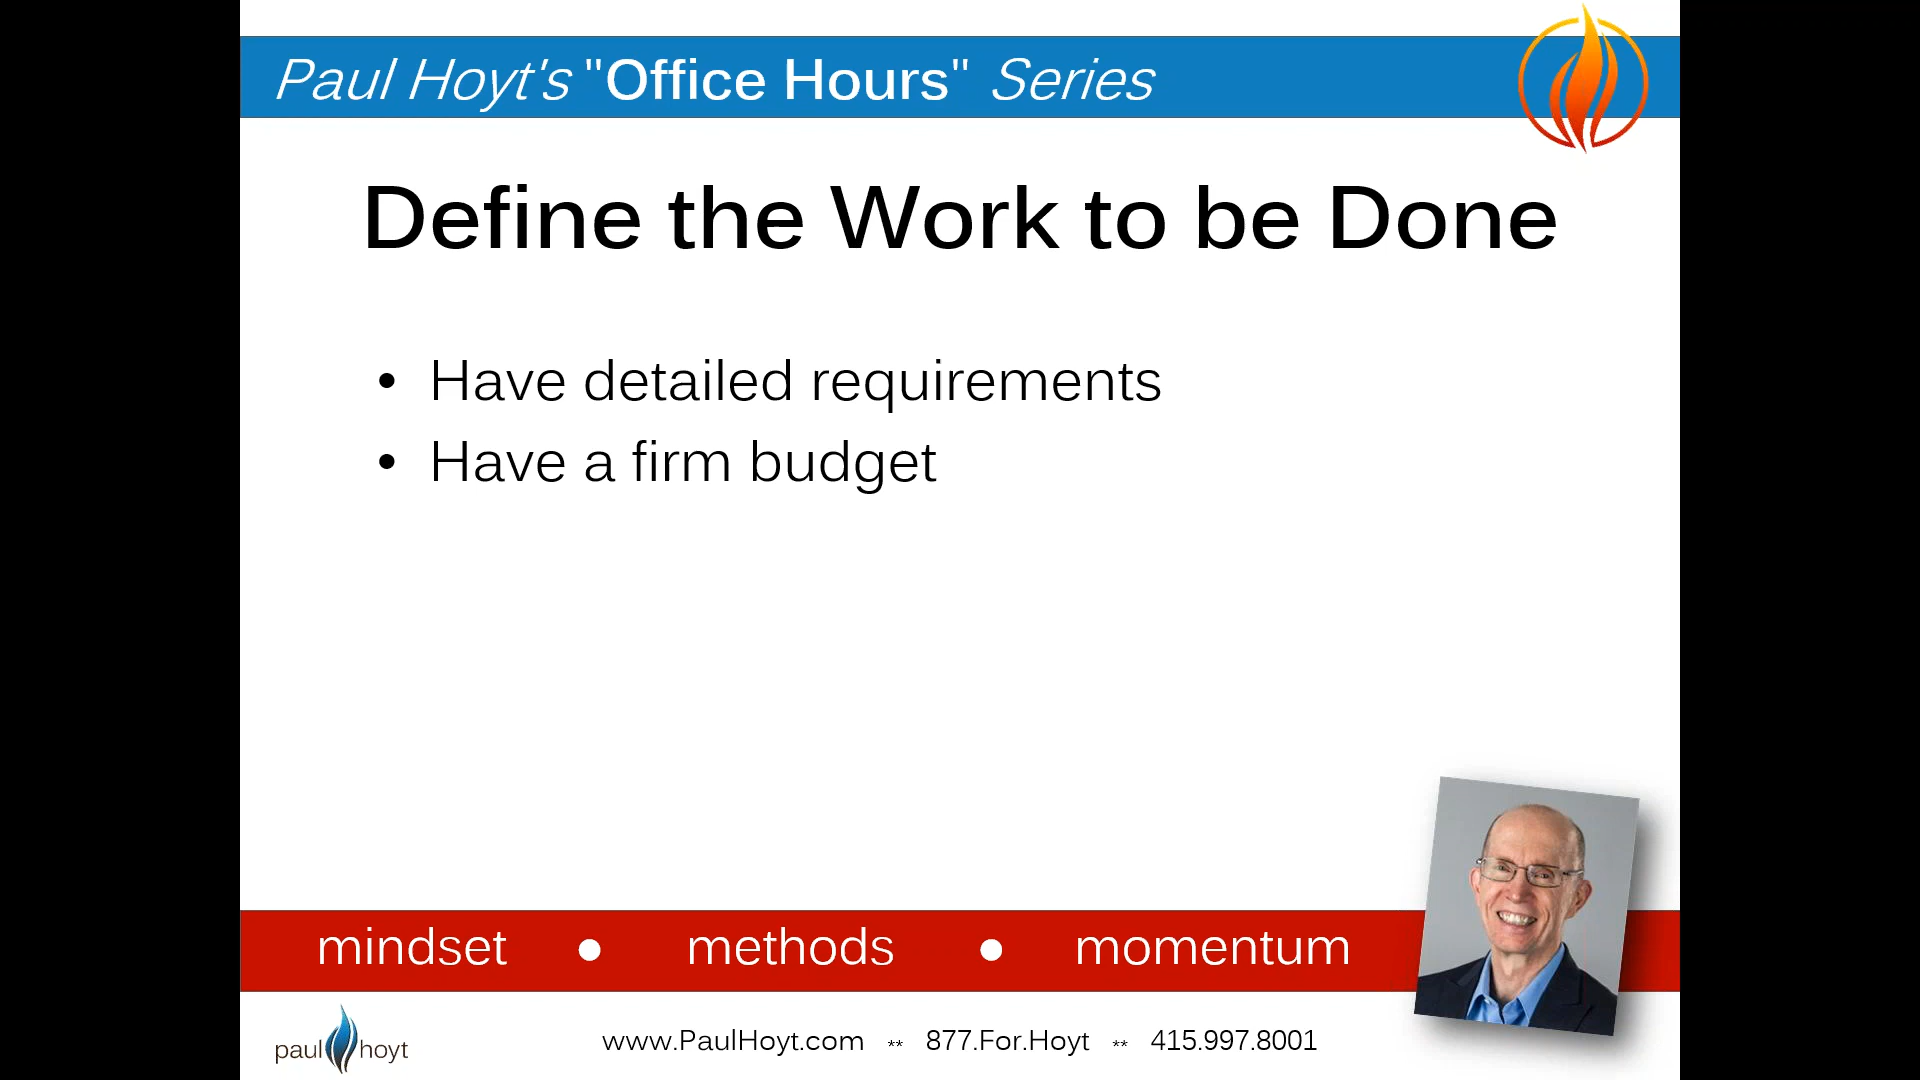 Paul Hoyt's "Office Hours" Series
Define the Work to be Done
• Have detailed requirements
• Have a firm budget
mindset • methods • momentum
paul hoyt
www.PaulHoyt.com ** 877.For.Hoyt ** 415.997.8001